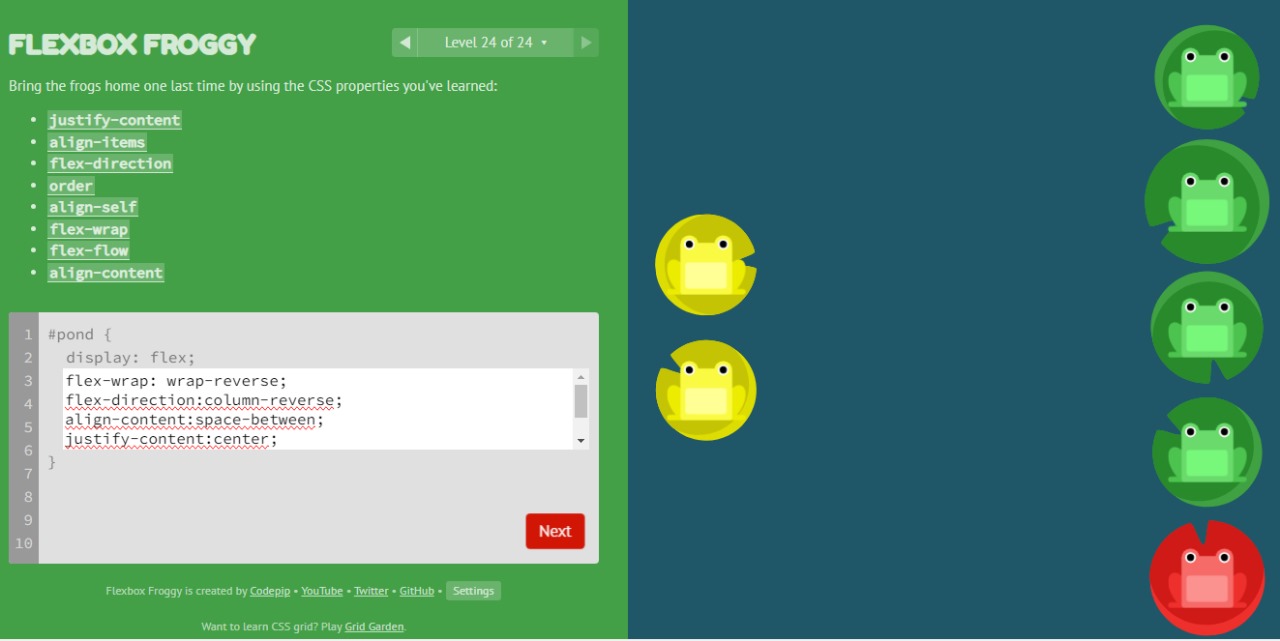 FLEXBOX FROGGY
◀ Level 24 of 24 ▾ ▶
Bring the frogs home one last time by using the CSS properties you've learned:
• justify-content
• align-items
• flex-direction
• order
• align-self
• flex-wrap
• flex-flow
• align-content
1 #pond {
2 display: flex;
3 flex-wrap: wrap-reverse;
4 flex-direction:column-reverse;
5 align-content:space-between;
6 justify-content:center;
7 }
8
9
10
Next
Flexbox Froggy is created by Codepip • YouTube • Twitter • GitHub • Settings
Want to learn CSS grid? Play Grid Garden.